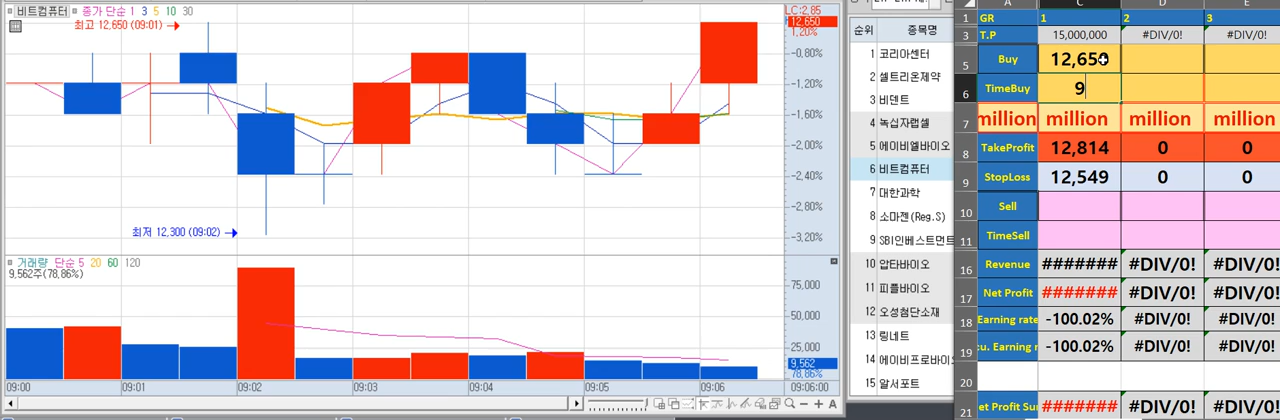 비트컴퓨터 종가 단순 1 3 5 10 30
최고 12,650 (09:01)
최저 12,300 (09:02)
LC:2,85
12,650
1,20%
-0,80%
-1,20%
-1,60%
-2,00%
-2,40%
-2,80%
-3,20%
거래량 단순 5 20 60 120
9,562주(78,86%)
75,000
50,000
25,000
9,562
78,86%
09:00 09:01 09:02 09:03 09:04 09:05 09:06 09:06:00
순위 종목명
1 코리아센터
2 셀트리온제약
3 비덴트
4 녹십자랩셀
5 에이비엘바이오
6 비트컴퓨터
7 대한과학
8 소마젠(Reg.S)
9 SBI인베스트먼트
10 압타바이오
11 피플바이오
12 오성첨단소재
13 링네트
14 에이비프로바이오
15 알서포트
A C D E
1 GR 1 2 3
3 T.P 15,000,000 #DIV/0! #DIV/0!
5 Buy 12,650
6 TimeBuy 9
7 million million million million
8 TakeProfit 12,814 0 0
9 StopLoss 12,549 0 0
10 Sell
11 TimeSell
16 Revenue ####### #DIV/0! #DIV/0!
17 Net Profit ####### #DIV/0! #DIV/0!
18 Earning rate -100.02% #DIV/0! #DIV/0!
19 cu. Earning r -100.02% #DIV/0! #DIV/0!
20
21 et Profit Sur ####### #DIV/0! #DIV/0!